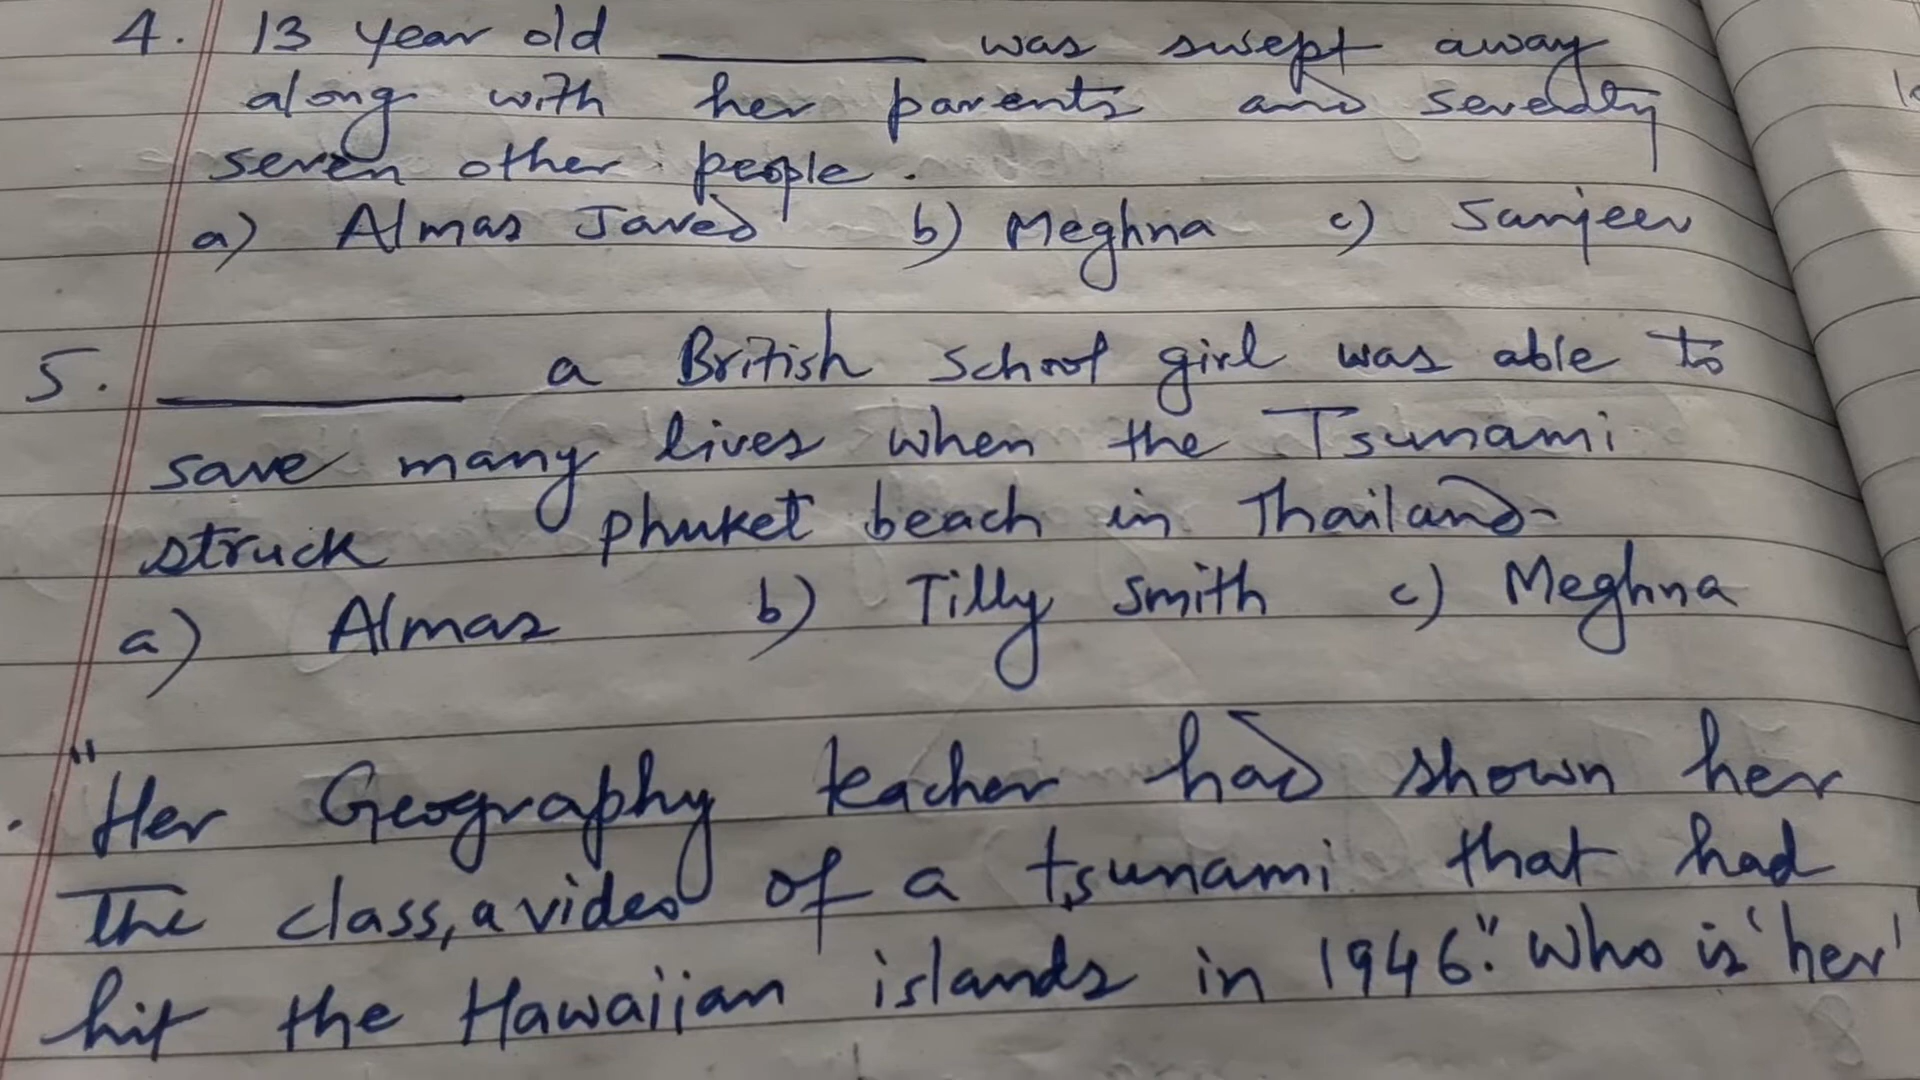 4. 13 year old ________ was swept away
along with her parents and seventy
seven other people.
a) Almas Javed b) Meghna c) Sanjeev
5. ________ a British School girl was able to
save many lives when the Tsunami
struck phuket beach in Thailand-
a) Almas b) Tilly Smith c) Meghna
. "Her Geography teacher had shown her
The class, a video of a tsunami that had
hit the Hawaiian islands in 1946". Who is 'her'